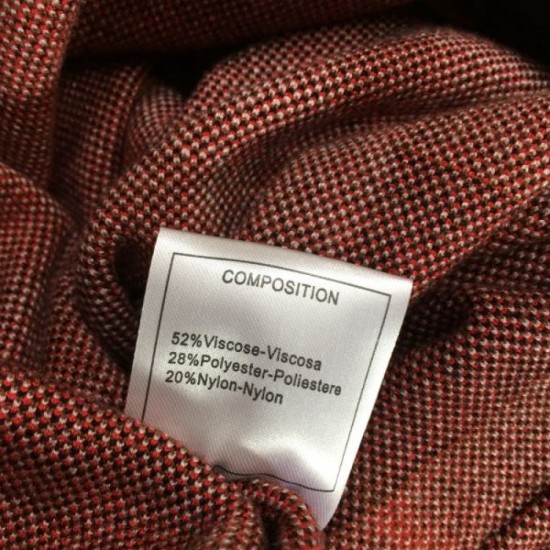 COMPOSITION
52%Viscose-Viscosa
28%Polyester-Poliestere
20%Nylon-Nylon